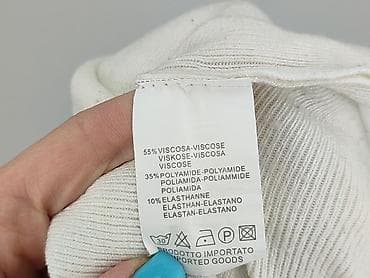 55% VISCOSA-VISCOSE
VISKOSE-VISCOSA
VISCOSE
35% POLYAMIDE-POLYAMIDE
POLIAMIDA-POLIAMMIDE
POLIAMIDA
10% ELASTHANNE
ELASTHAN-ELASTANO
ELASTAN-ELASTANO
30 P
PRODOTTO IMPORTATO
IMPORTED GOODS